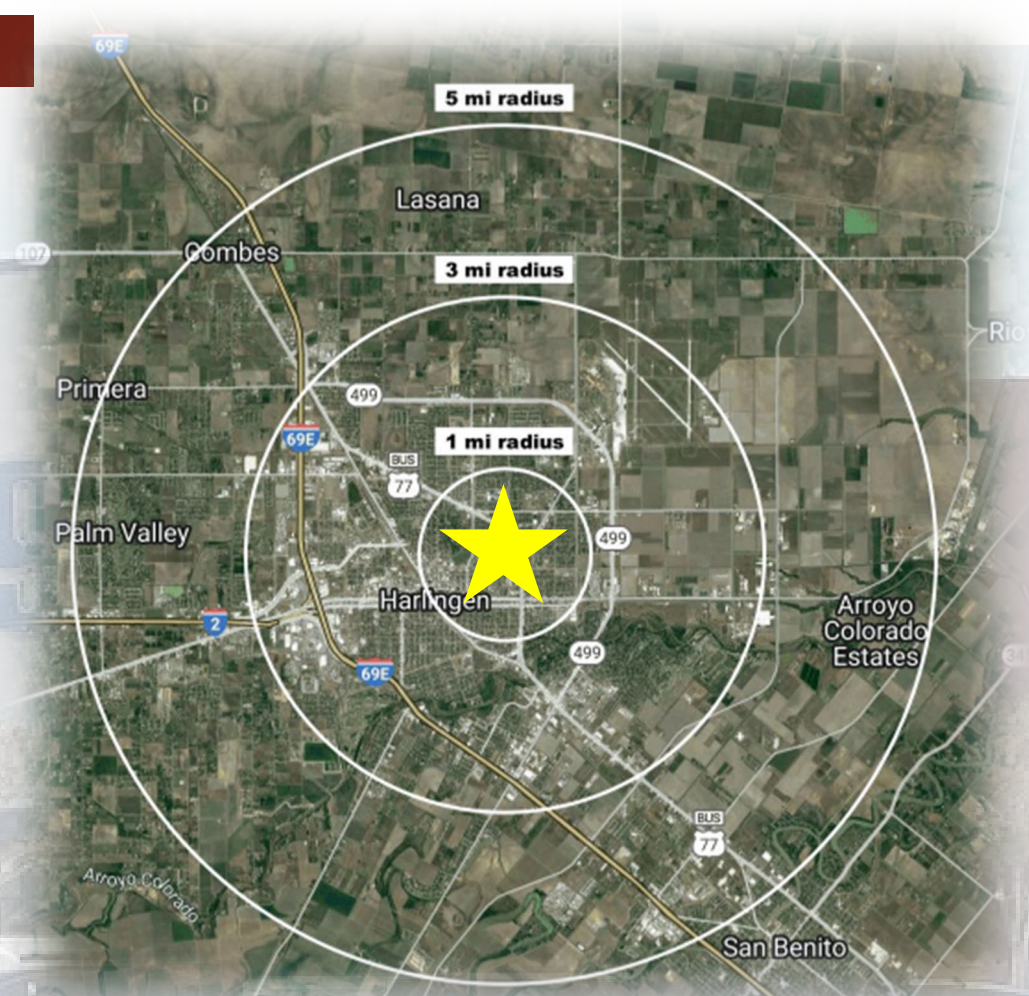 69E
5 mi radius
Lasana
107
Combes
3 mi radius
Primera
499
69E
1 mi radius
BUS
77
Palm Valley
499
Harlingen
2
Arroyo
Colorado
Estates
499
69E
BUS
77
Arroyo Colorado
San Benito